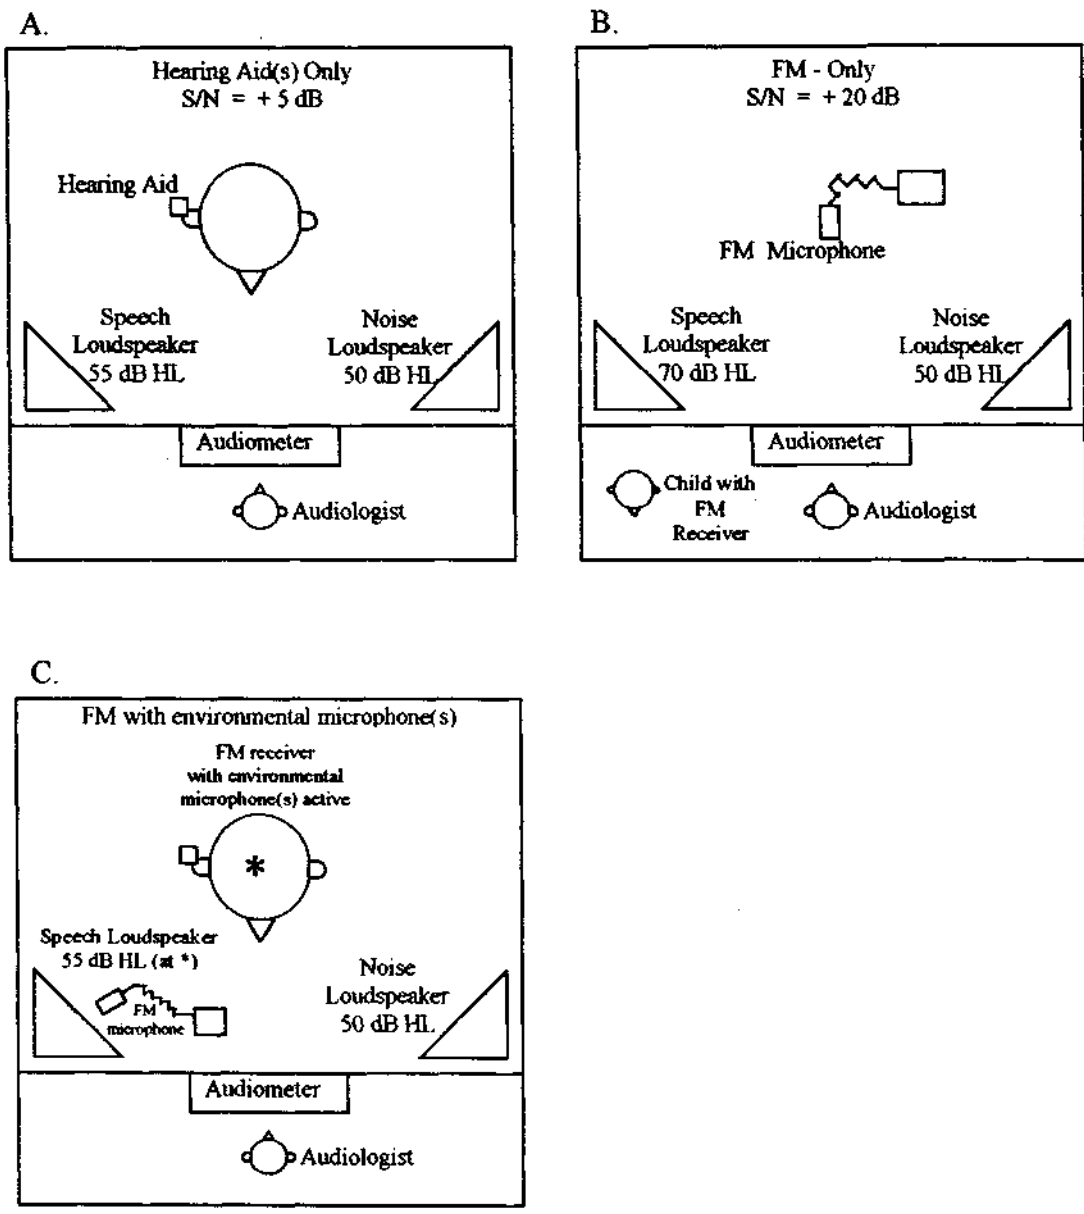 A.
Hearing Aid(s) Only
S/N = + 5 dB
Hearing Aid
Speech
Loudspeaker
55 dB HL
Noise
Loudspeaker
50 dB HL
Audiometer
Audiologist
B.
FM - Only
S/N = + 20 dB
FM Microphone
Speech
Loudspeaker
70 dB HL
Noise
Loudspeaker
50 dB HL
Audiometer
Child with
FM
Receiver
Audiologist
C.
FM with environmental microphone(s)
FM receiver
with environmental
microphone(s) active
*
Speech Loudspeaker
55 dB HL (at *)
FM
microphone
Noise
Loudspeaker
50 dB HL
Audiometer
Audiologist